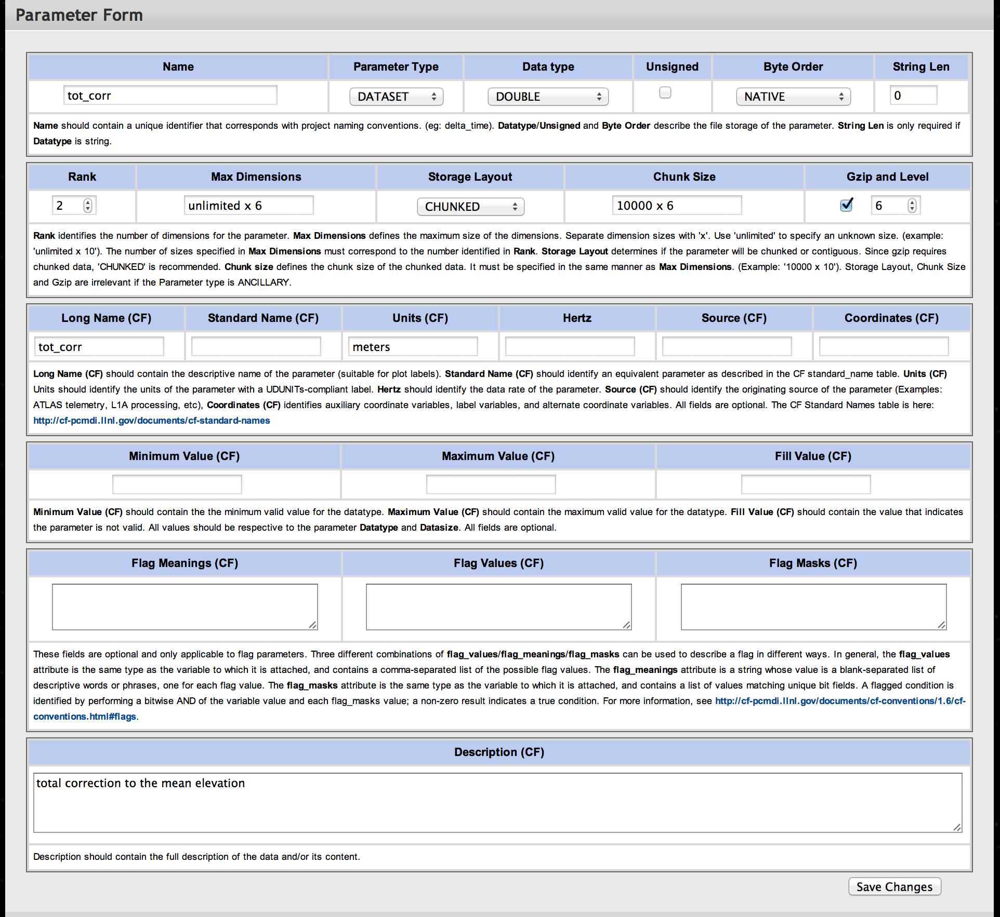 Parameter Form
Name Parameter Type Data type Unsigned Byte Order String Len
tot_corr DATASET DOUBLE NATIVE 0
Name should contain a unique identifier that corresponds with project naming conventions. (eg: delta_time). Datatype/Unsigned and Byte Order describe the file storage of the parameter. String Len is only required if
Datatype is string.
Rank Max Dimensions Storage Layout Chunk Size Gzip and Level
2 unlimited x 6 CHUNKED 10000 x 6 6
Rank identifies the number of dimensions for the parameter. Max Dimensions defines the maximum size of the dimensions. Separate dimension sizes with 'x'. Use 'unlimited' to specify an unknown size. (example:
'unlimited x 10'). The number of sizes specified in Max Dimensions must correspond to the number identified in Rank. Storage Layout determines if the parameter will be chunked or contiguous. Since gzip requires
chunked data, 'CHUNKED' is recommended. Chunk size defines the chunk size of the chunked data. It must be specified in the same manner as Max Dimensions. (Example: '10000 x 10'). Storage Layout, Chunk Size
and Gzip are irrelevant if the Parameter type is ANCILLARY.
Long Name (CF) Standard Name (CF) Units (CF) Hertz Source (CF) Coordinates (CF)
tot_corr meters
Long Name (CF) should contain the descriptive name of the parameter (suitable for plot labels). Standard Name (CF) should identify an equivalent parameter as described in the CF standard_name table. Units (CF)
Units should identify the units of the parameter with a UDUNITs-compliant label. Hertz should identify the data rate of the parameter. Source (CF) should identify the originating source of the parameter (Examples:
ATLAS telemetry, L1A processing, etc), Coordinates (CF) identifies auxiliary coordinate variables, label variables, and alternate coordinate variables. All fields are optional. The CF Standard Names table is here:
http://cf-pcmdi.llnl.gov/documents/cf-standard-names
Minimum Value (CF) Maximum Value (CF) Fill Value (CF)
Minimum Value (CF) should contain the the minimum valid value for the datatype. Maximum Value (CF) should contain the maximum valid value for the datatype. Fill Value (CF) should contain the value that indicates
the parameter is not valid. All values should be respective to the parameter Datatype and Datasize. All fields are optional.
Flag Meanings (CF) Flag Values (CF) Flag Masks (CF)
These fields are optional and only applicable to flag parameters. Three different combinations of flag_values/flag_meanings/flag_masks can be used to describe a flag in different ways. In general, the flag_values
attribute is the same type as the variable to which it is attached, and contains a comma-separated list of the possible flag values. The flag_meanings attribute is a string whose value is a blank-separated list of
descriptive words or phrases, one for each flag value. The flag_masks attribute is the same type as the variable to which it is attached, and contains a list of values matching unique bit fields. A flagged condition is
identified by performing a bitwise AND of the variable value and each flag_masks value; a non-zero result indicates a true condition. For more information, see http://cf-pcmdi.llnl.gov/documents/cf-conventions/1.6/cf-
conventions.html#flags.
Description (CF)
total correction to the mean elevation
Description should contain the full description of the data and/or its content.
Save Changes